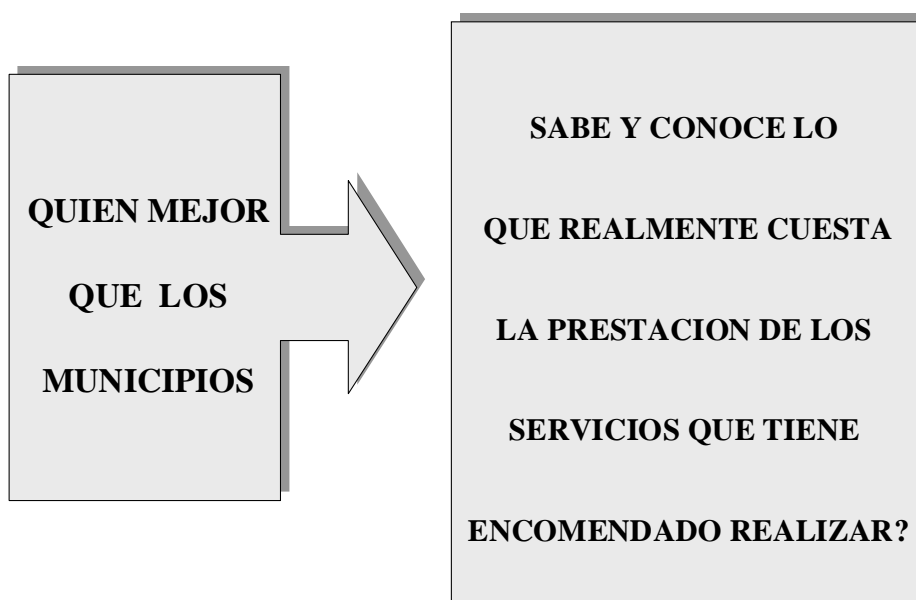 QUIEN MEJOR
QUE LOS
MUNICIPIOS
SABE Y CONOCE LO
QUE REALMENTE CUESTA
LA PRESTACION DE LOS
SERVICIOS QUE TIENE
ENCOMENDADO REALIZAR?